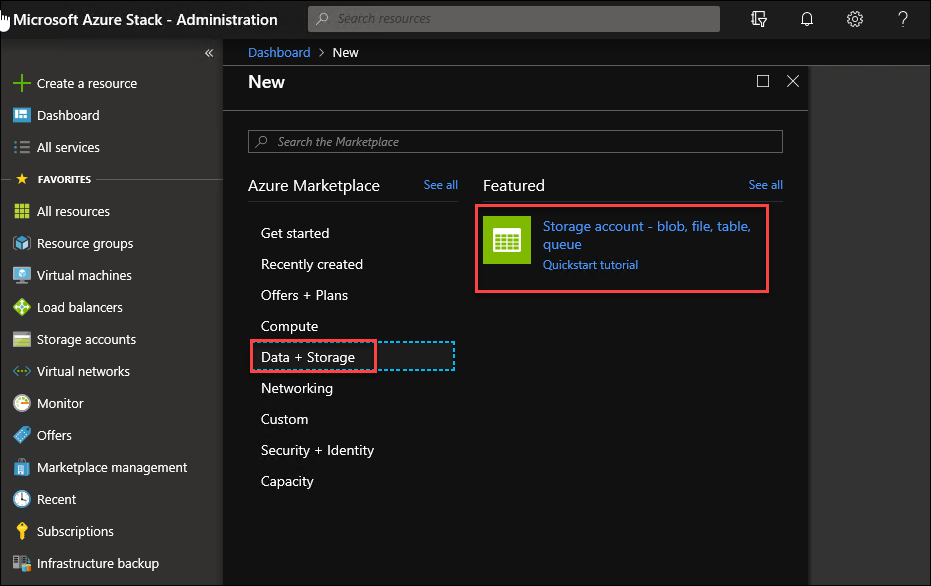 Microsoft Azure Stack - Administration
Search resources
?
«
Dashboard > New
Create a resource
Dashboard
All services
FAVORITES
All resources
Resource groups
Virtual machines
Load balancers
Storage accounts
Virtual networks
Monitor
Offers
Marketplace management
Recent
Subscriptions
Infrastructure backup
New
Search the Marketplace
Azure Marketplace
See all
Get started
Recently created
Offers + Plans
Compute
Data + Storage
Networking
Custom
Security + Identity
Capacity
Featured
See all
Storage account - blob, file, table,
queue
Quickstart tutorial